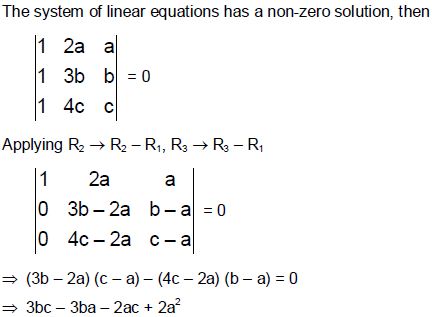 The system of linear equations has a non-zero solution, then
|1 2a a|
|1 3b b| = 0
|1 4c c|
Applying R₂ → R₂ – R₁, R₃ → R₃ – R₁
|1 2a a|
|0 3b – 2a b – a| = 0
|0 4c – 2a c – a|
⇒ (3b – 2a) (c – a) – (4c – 2a) (b – a) = 0
⇒ 3bc – 3ba – 2ac + 2a²